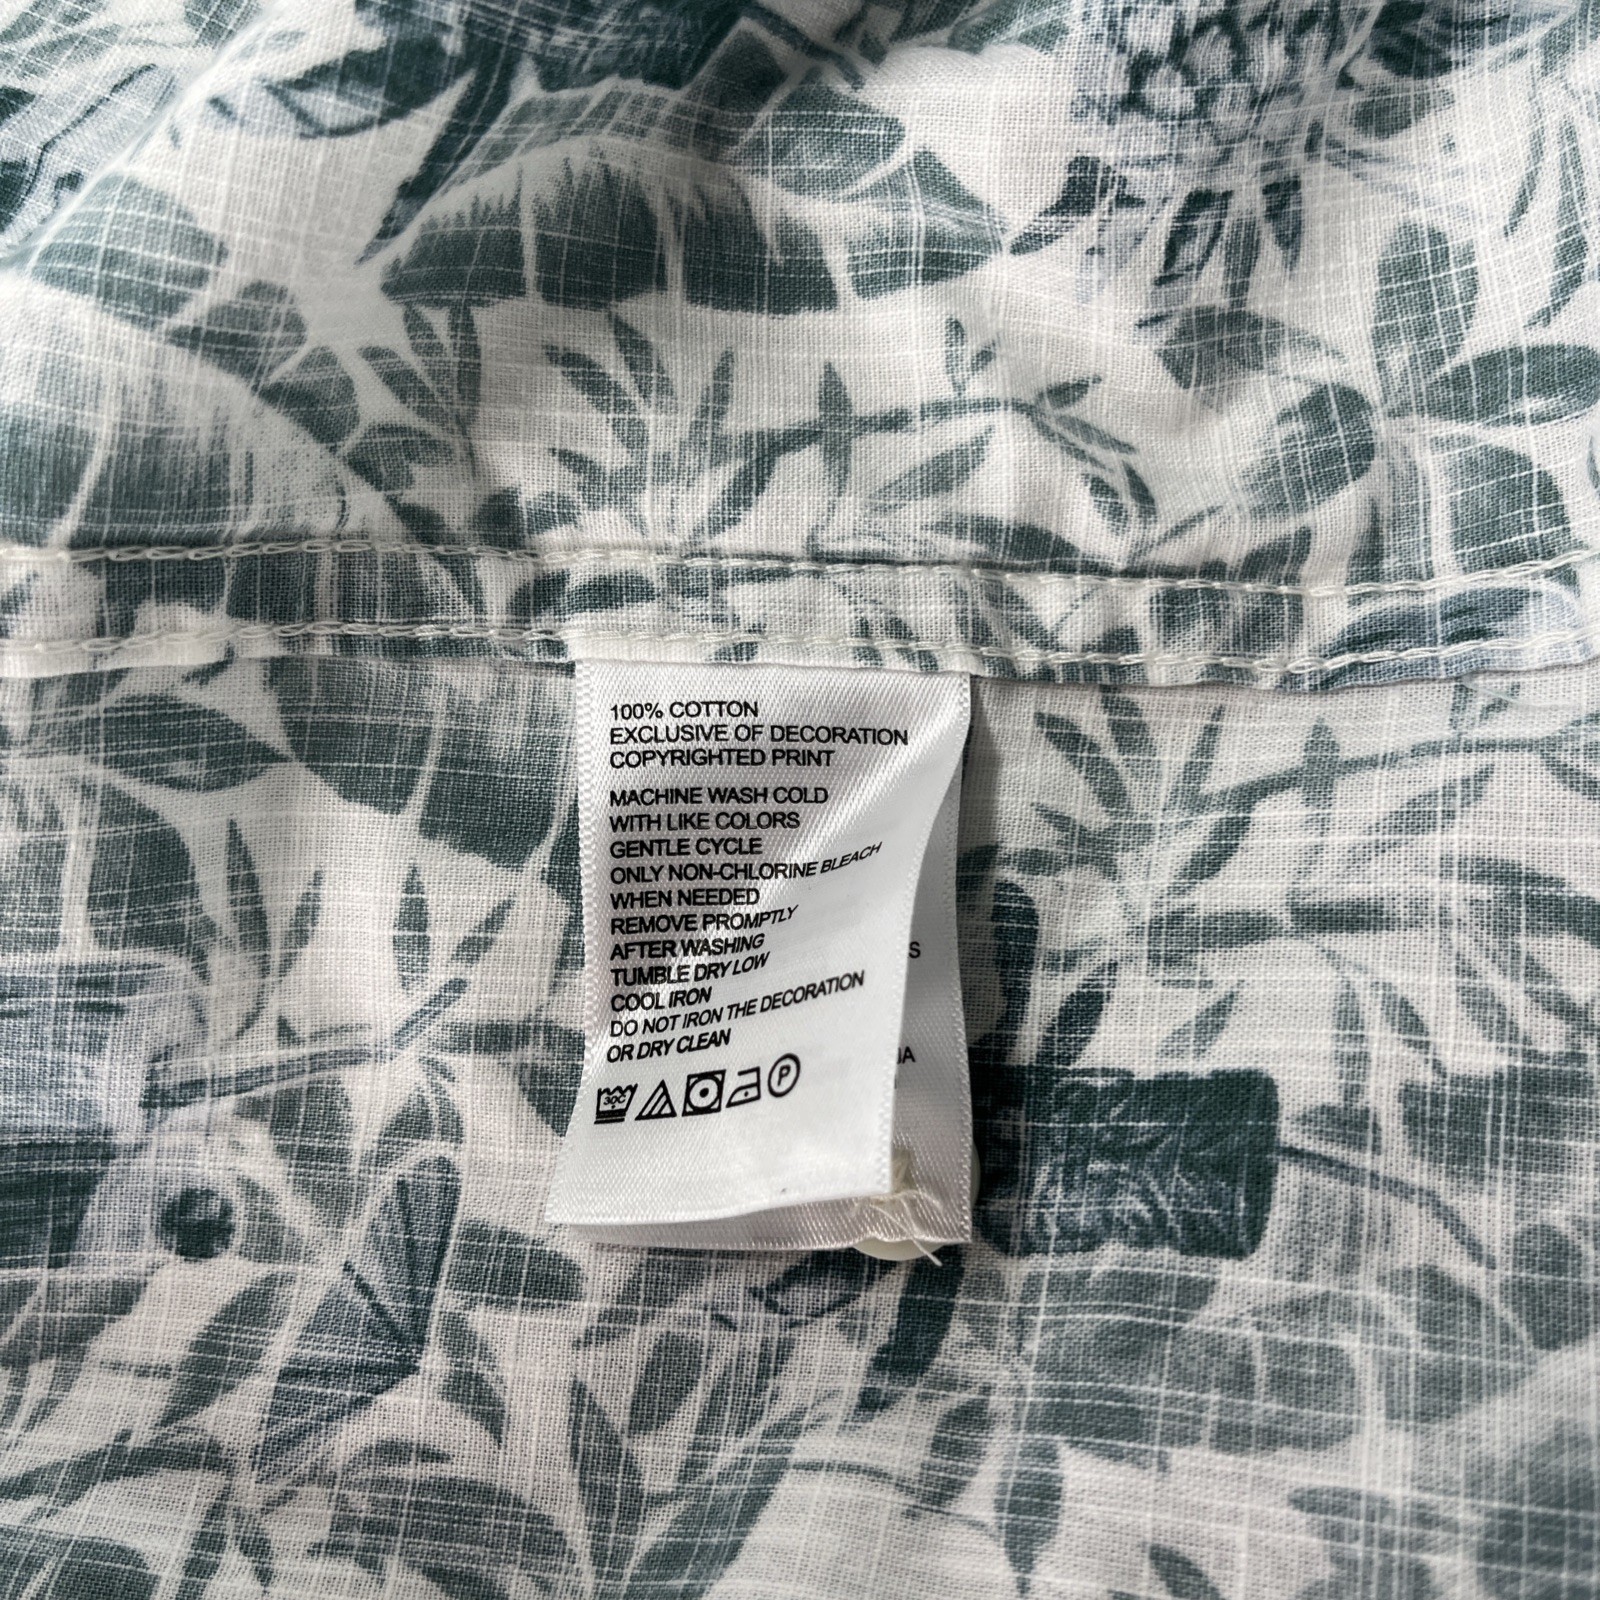 100% COTTON
EXCLUSIVE OF DECORATION
COPYRIGHTED PRINT
MACHINE WASH COLD
WITH LIKE COLORS
GENTLE CYCLE
ONLY NON-CHLORINE BLEACH
WHEN NEEDED
REMOVE PROMPTLY
AFTER WASHING
TUMBLE DRY LOW
COOL IRON
DO NOT IRON THE DECORATION
OR DRY CLEAN
30C
P